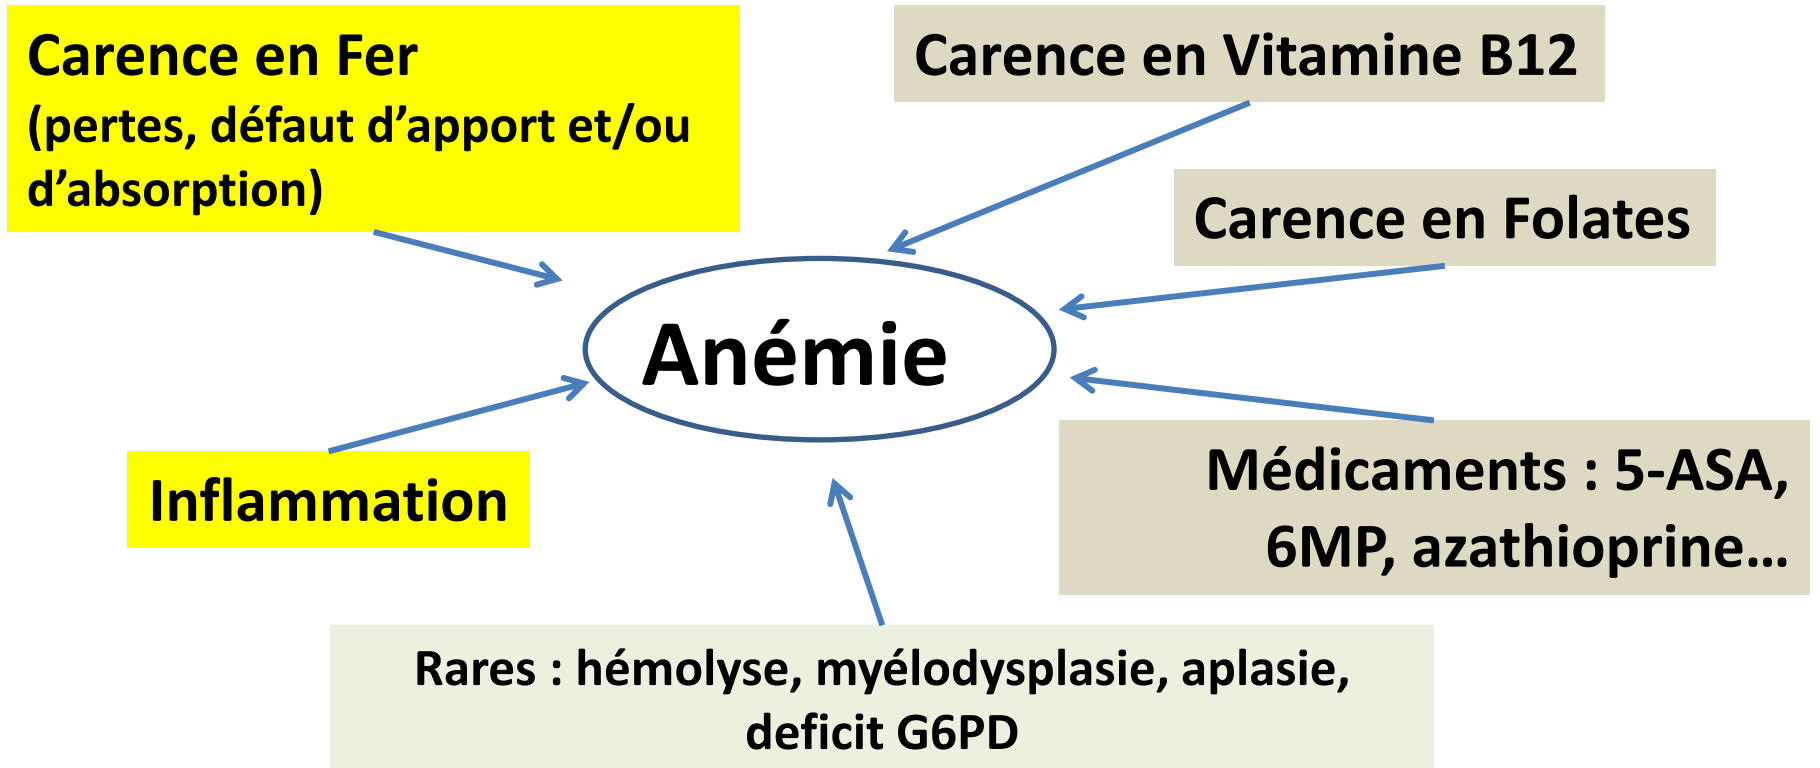 Carence en Fer
(pertes, défaut d’apport et/ou
d’absorption)
Carence en Vitamine B12
Carence en Folates
Anémie
Inflammation
Médicaments : 5-ASA,
6MP, azathioprine…
Rares : hémolyse, myélodysplasie, aplasie,
deficit G6PD